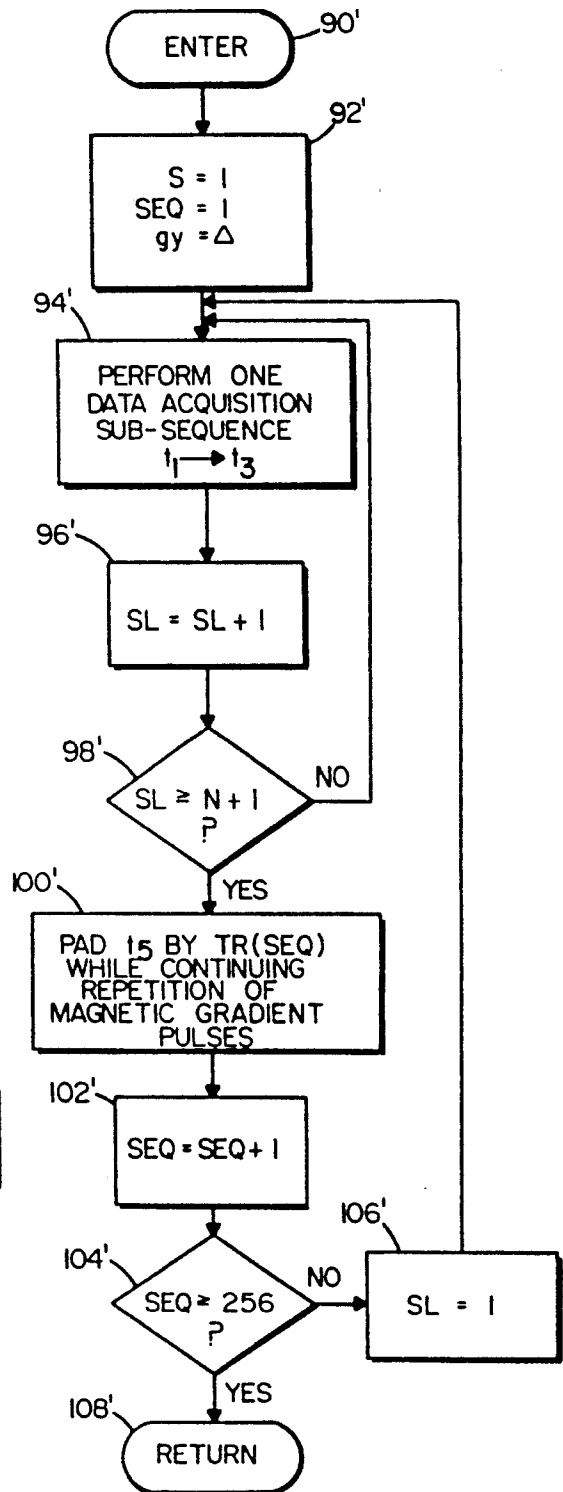 90'
ENTER
92'
S = 1
SEQ = 1
gy = Δ
94'
PERFORM ONE
DATA ACQUISITION
SUB-SEQUENCE
t1 → t3
96'
SL = SL + 1
98'
SL ≥ N + 1
?
NO
YES
100'
PAD t5 BY TR(SEQ)
WHILE CONTINUING
REPETITION OF
MAGNETIC GRADIENT
PULSES
102'
SEQ = SEQ + 1
104'
SEQ ≥ 256
?
NO
106'
SL = 1
YES
108'
RETURN